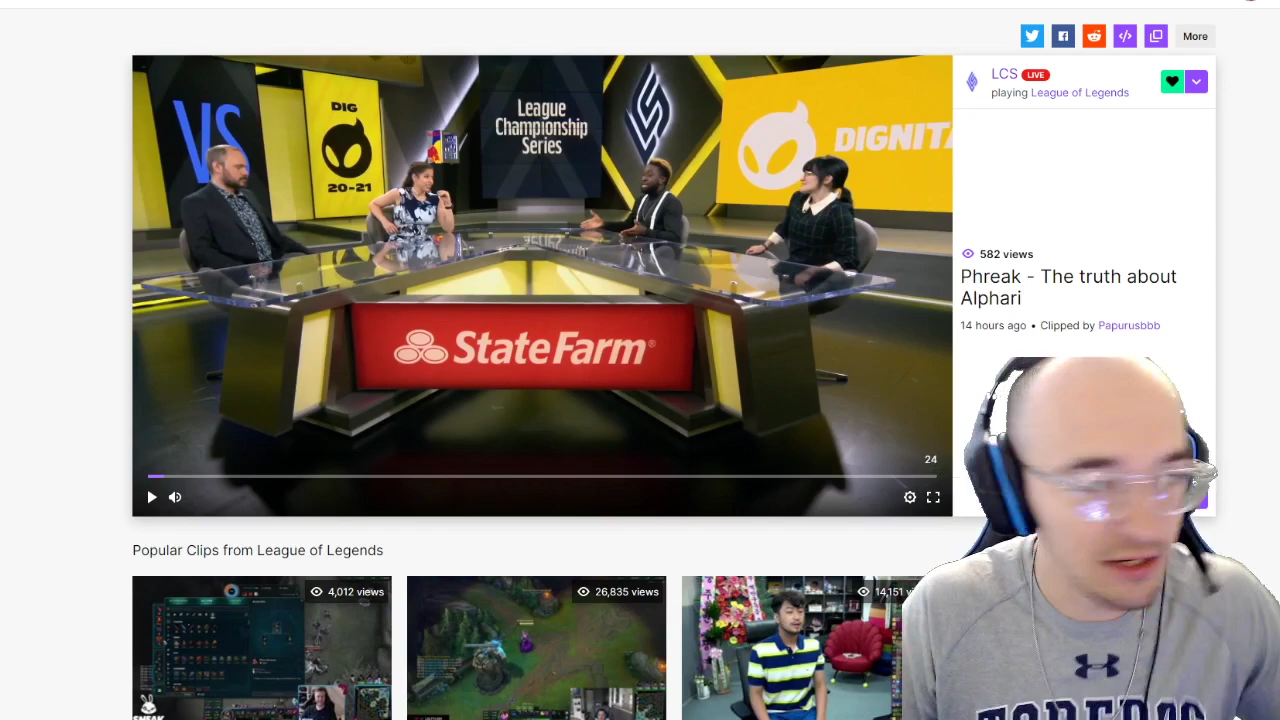 More
LCS LIVE
playing League of Legends
VS
DIG
20-21
League
Championship
Series
DIGNITA
582 views
Phreak - The truth about
Alphari
14 hours ago • Clipped by Papurusbbb
StateFarm®
24
Popular Clips from League of Legends
4,012 views
26,835 views
14,151